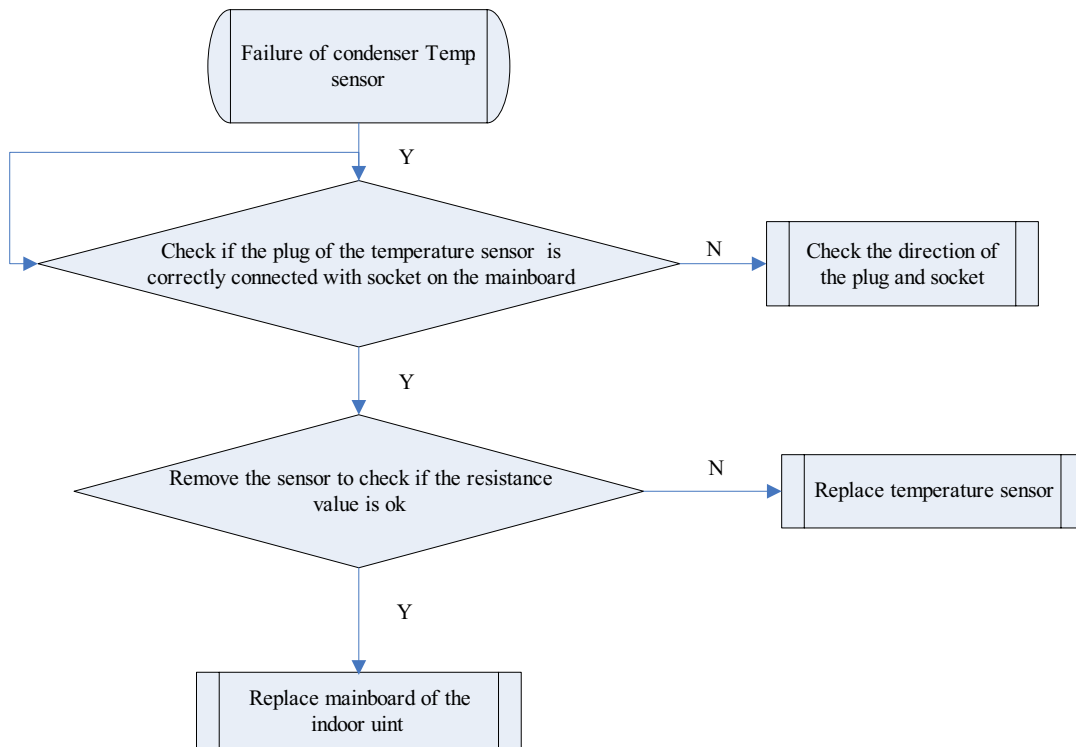 Failure of condenser Temp
sensor
Y
Check if the plug of the temperature sensor is
correctly connected with socket on the mainboard
N
Check the direction of
the plug and socket
Y
Remove the sensor to check if the resistance
value is ok
N
Replace temperature sensor
Y
Replace mainboard of the
indoor uint